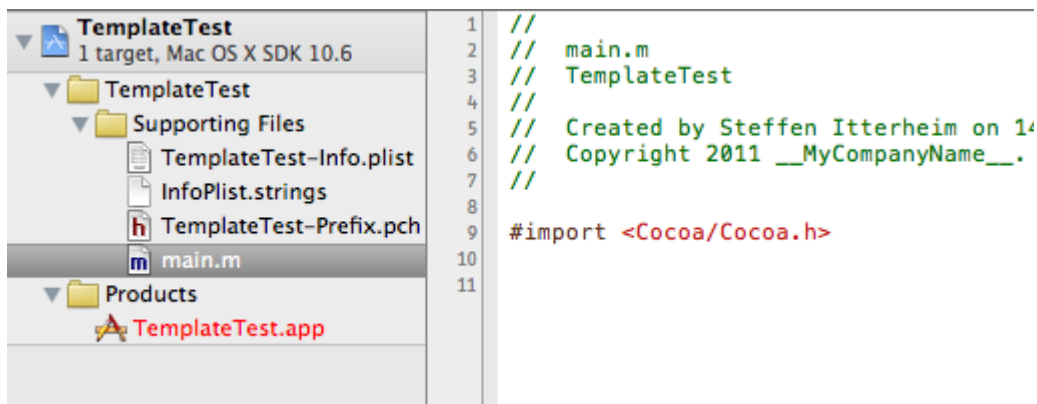 TemplateTest
1 target, Mac OS X SDK 10.6
TemplateTest
Supporting Files
TemplateTest-Info.plist
InfoPlist.strings
h TemplateTest-Prefix.pch
m main.m
Products
TemplateTest.app
1 //
2 // main.m
3 // TemplateTest
4 //
5 // Created by Steffen Itterheim on 14
6 // Copyright 2011 __MyCompanyName__.
7 //
8
9 #import <Cocoa/Cocoa.h>
10
11